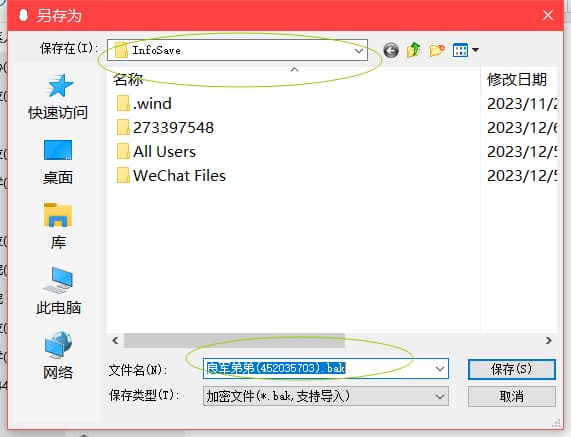 另存为
保存在(I):
InfoSave
名称
修改日期
.wind
2023/11/2
273397548
2023/12/6
All Users
2023/12/5
WeChat Files
2023/12/5
快速访问
桌面
库
此电脑
网络
文件名(N):
良车弟弟(452035703).bak
保存(S)
保存类型(T):
加密文件(*.bak,支持导入)
取消